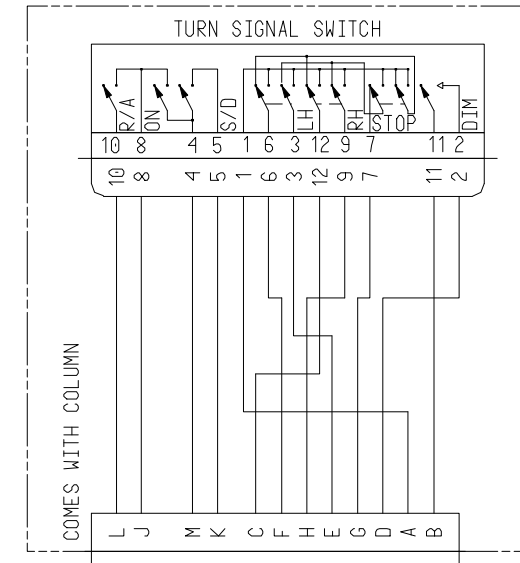 TURN SIGNAL SWITCH
R/A
ON
S/D
LH
RH
STOP
DIM
10 8 4 5 1 6 3 12 9 7 11 2
10 8 4 5 1 6 3 12 9 7 11 2
COMES WITH COLUMN
L J M K C F H E G D A B